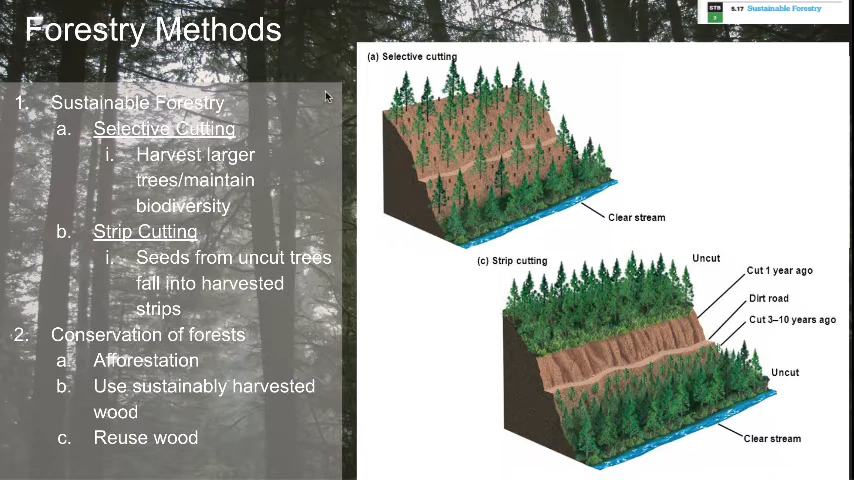 Forestry Methods
STB
2
5.17 Sustainable Forestry
1. Sustainable Forestry
a. Selective Cutting
i. Harvest larger
trees/maintain
biodiversity
b. Strip Cutting
i. Seeds from uncut trees
fall into harvested
strips
2. Conservation of forests
a. Afforestation
b. Use sustainably harvested
wood
c. Reuse wood
(a) Selective cutting
Clear stream
(c) Strip cutting
Uncut
Cut 1 year ago
Dirt road
Cut 3–10 years ago
Uncut
Clear stream